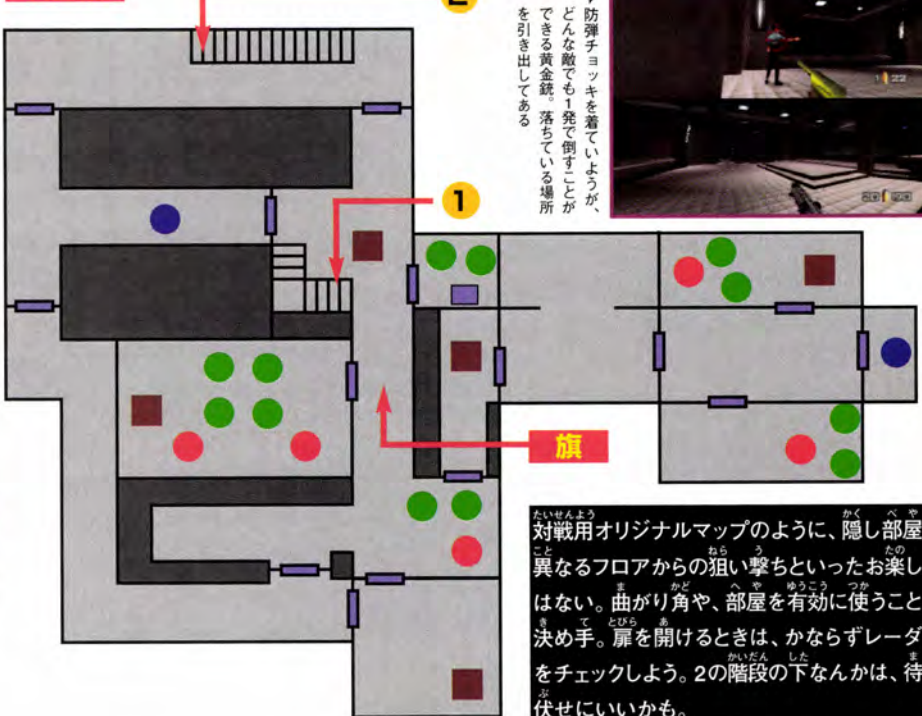 2
防弾チョッキを着ていようが、
どんな敵でも1発で倒すことが
できる黄金銃。落ちている場所
を引き出してある
1 22
1
旗
対戦用オリジナルマップのように、隠し部屋
異なるフロアからの狙い撃ちといったお楽し
はない。曲がり角や、部屋を有効に使うこと
決め手。扉を開けるときは、かならずレーダ
をチェックしよう。2の階段の下なんかは、待
伏せにいいかも。